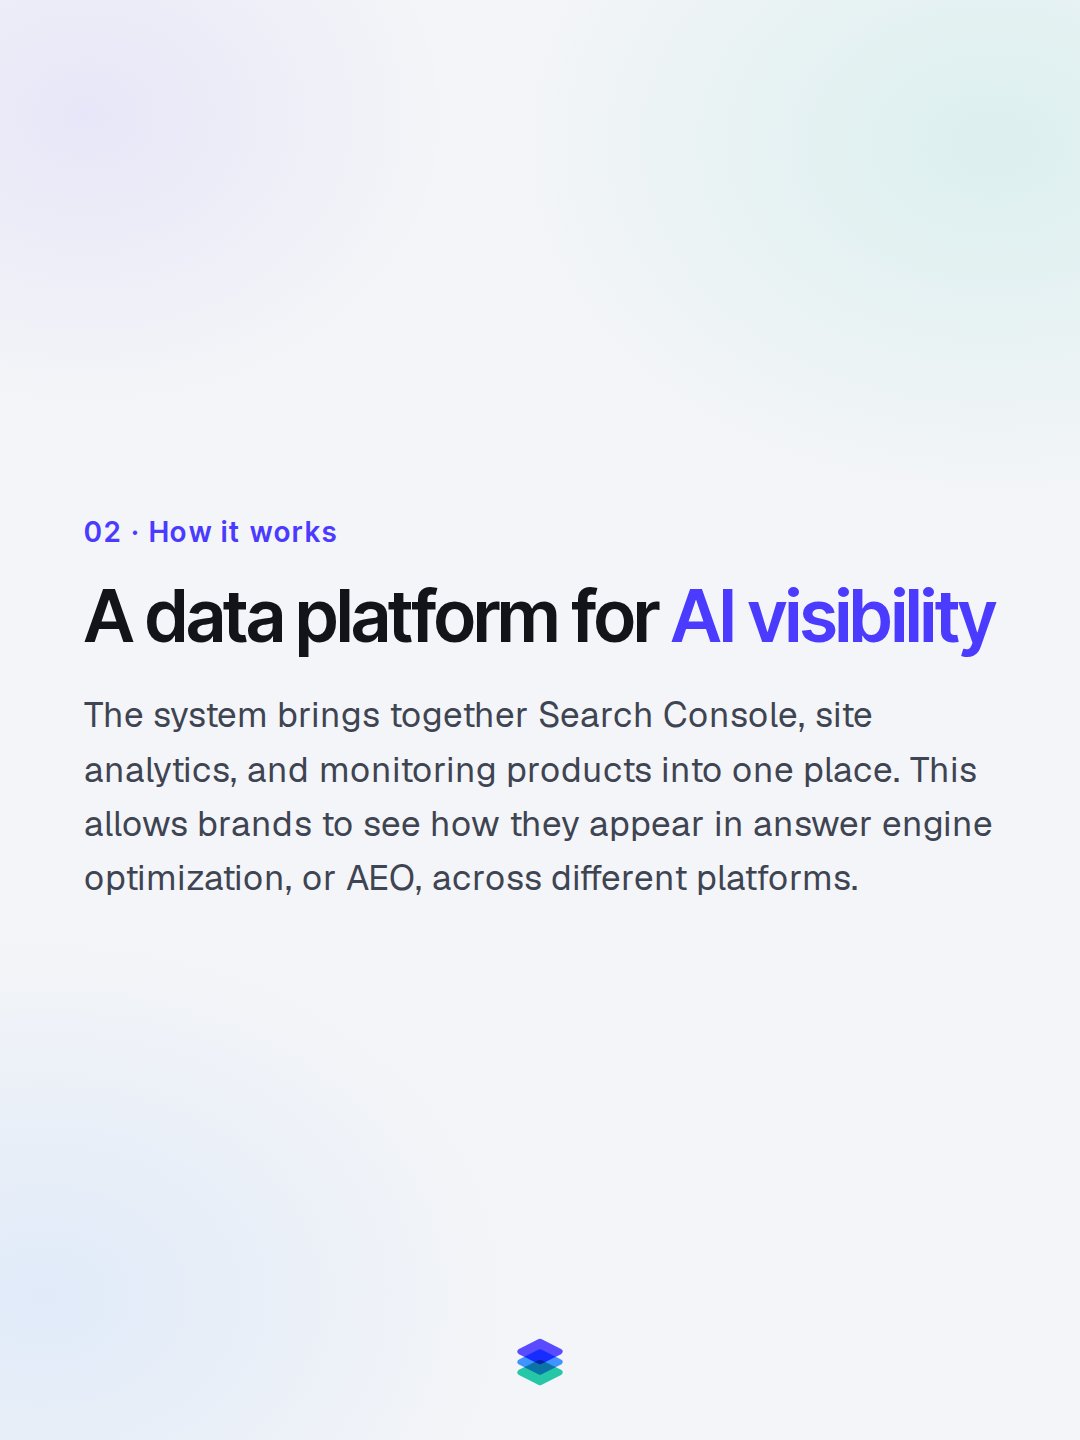 02 · How it works
A data platform for AI visibility
The system brings together Search Console, site
analytics, and monitoring products into one place. This
allows brands to see how they appear in answer engine
optimization, or AEO, across different platforms.